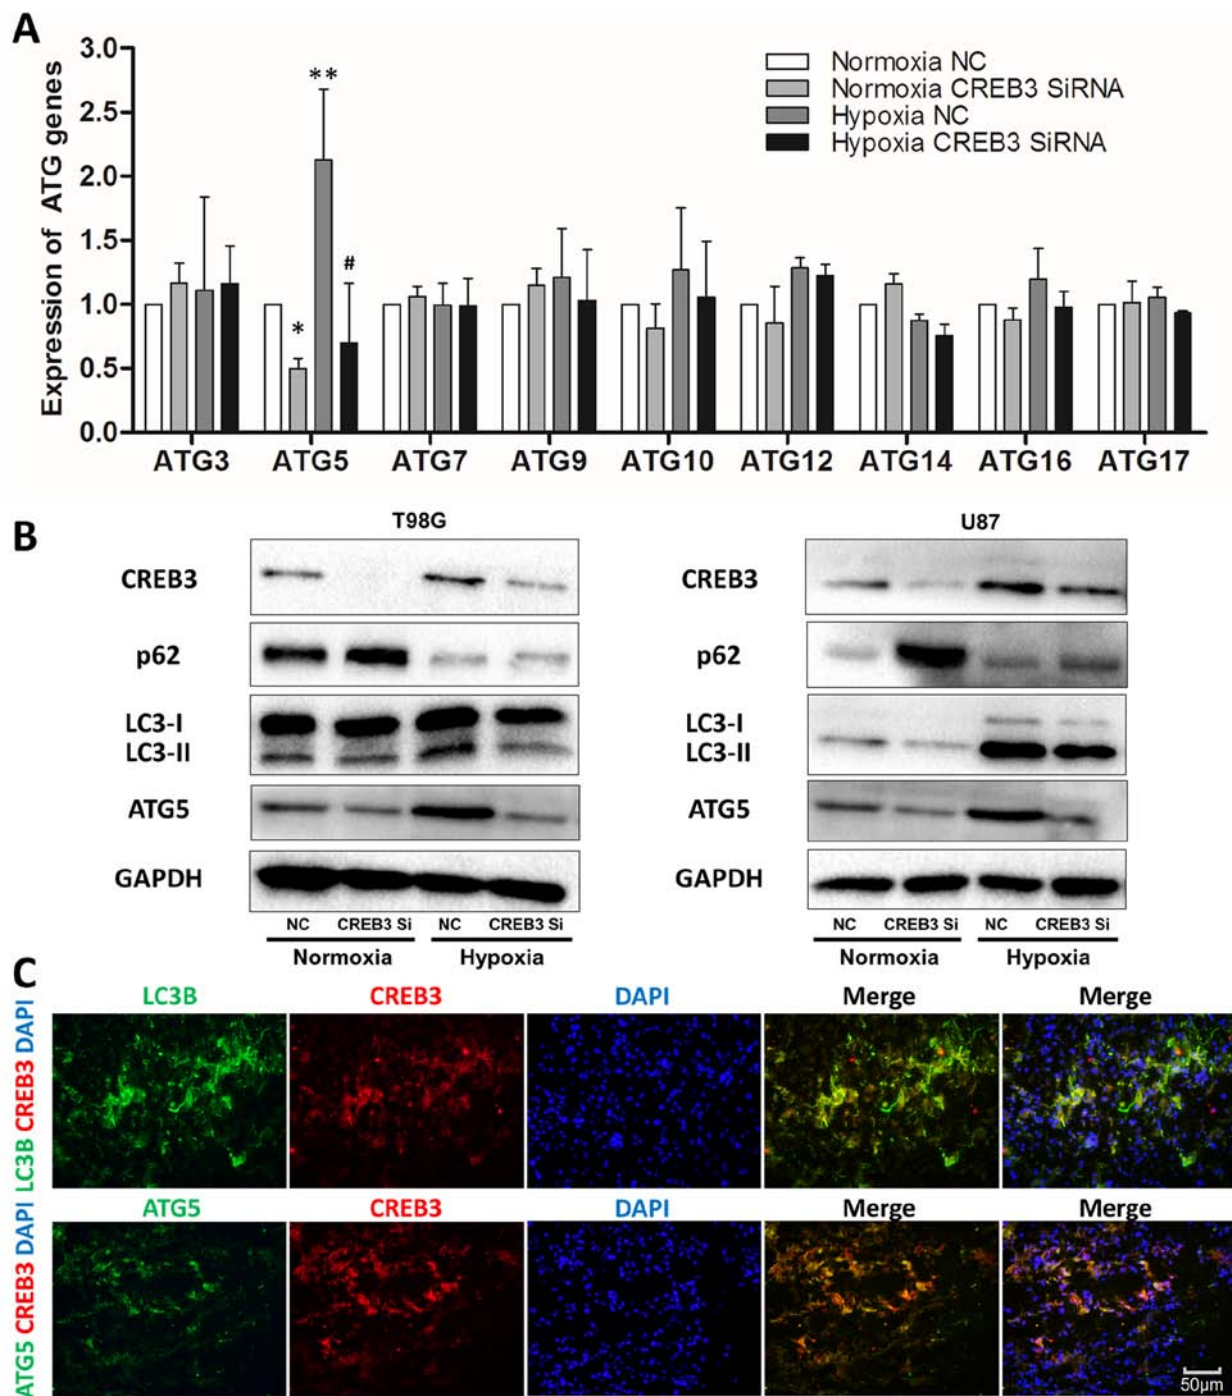 A
Expression of ATG genes
3.0
2.5
2.0
1.5
1.0
0.5
0.0
**
*
#
Normoxia NC
Normoxia CREB3 SiRNA
Hypoxia NC
Hypoxia CREB3 SiRNA
ATG3 ATG5 ATG7 ATG9 ATG10 ATG12 ATG14 ATG16 ATG17
B
T98G
CREB3
p62
LC3-I
LC3-II
ATG5
GAPDH
NC CREB3 Si NC CREB3 Si
Normoxia Hypoxia
U87
CREB3
p62
LC3-I
LC3-II
ATG5
GAPDH
NC CREB3 Si NC CREB3 Si
Normoxia Hypoxia
C
LC3B CREB3 DAPI Merge Merge
LC3B CREB3 DAPI
ATG5 CREB3 DAPI Merge Merge
ATG5 CREB3 DAPI
50μm